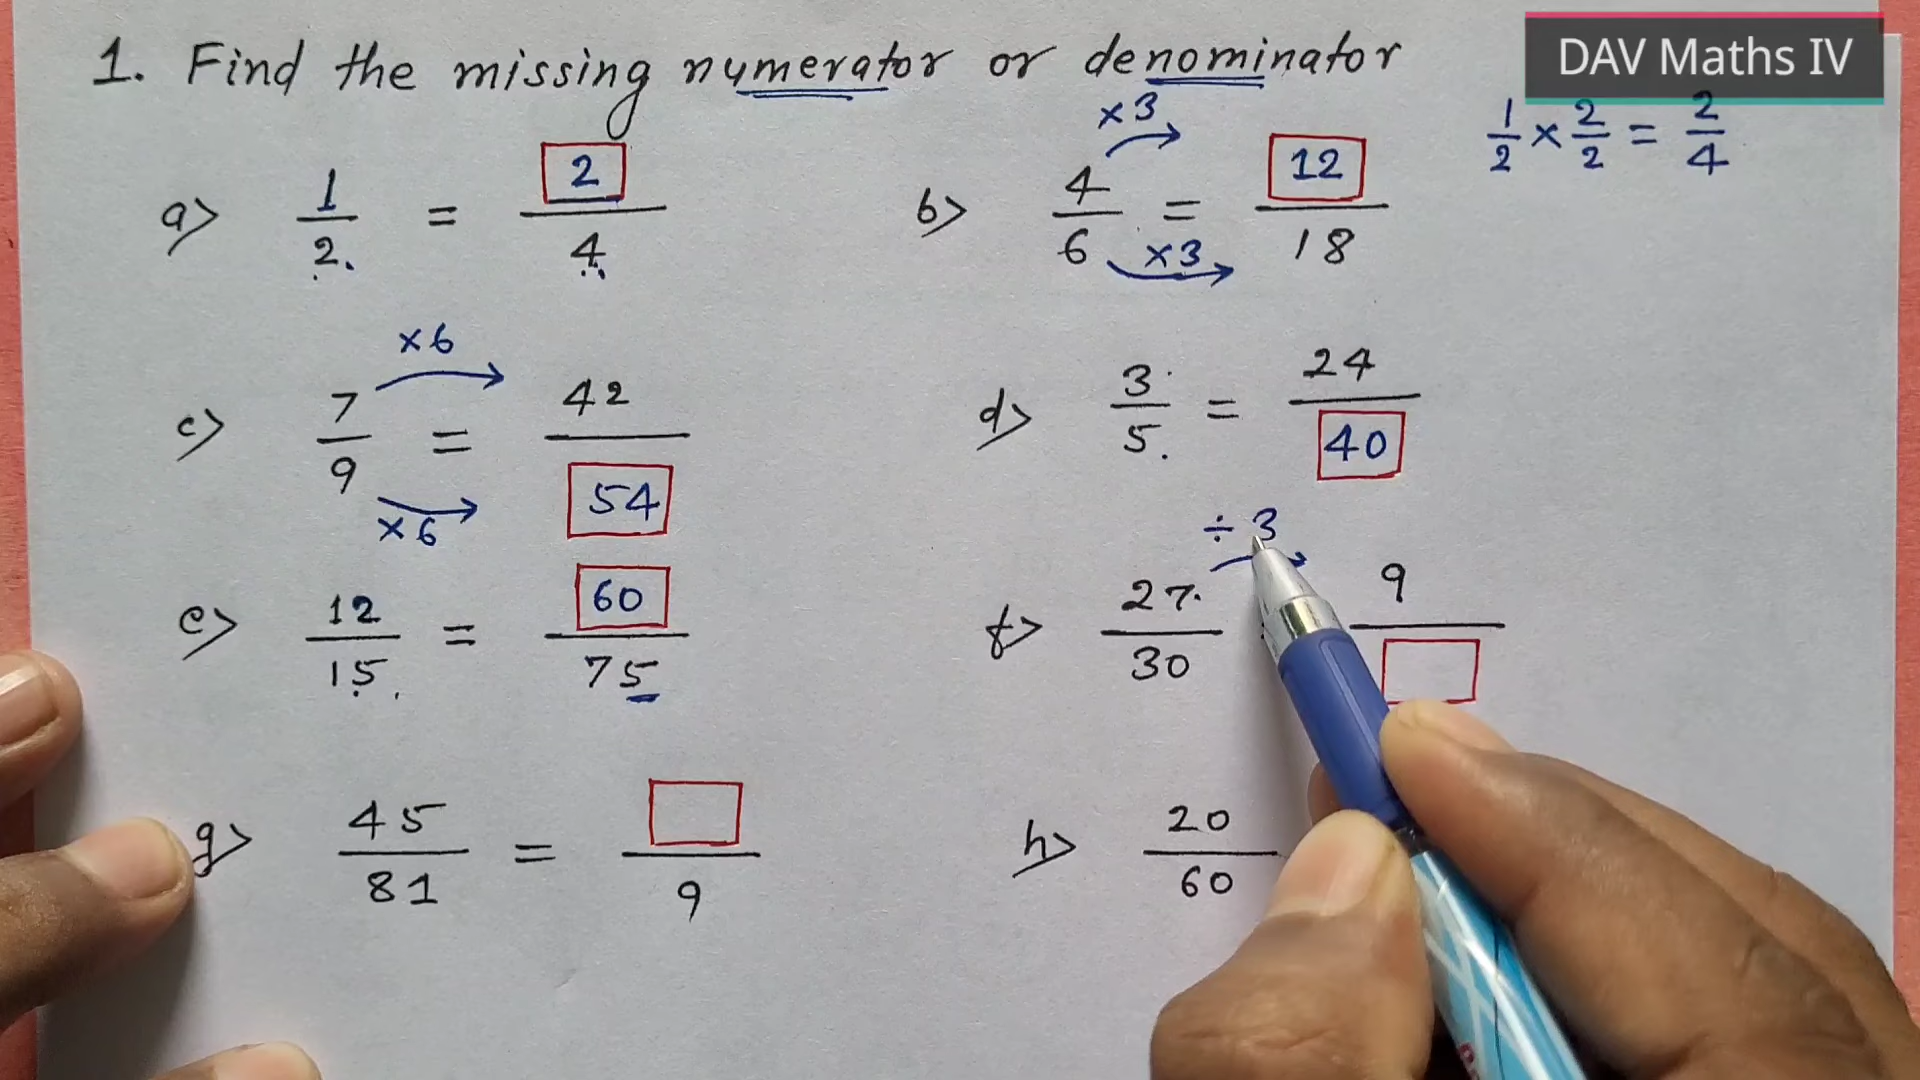 DAV Maths IV
1. Find the missing numerator or denominator
1/2 × 2/2 = 2/4
a> 1/2 = 2/4
b> 4/6 = 12/18
×3
×3
c> 7/9 = 42/54
×6
×6
d> 3/5 = 24/40
e> 12/15 = 60/75
f> 27/30 9/
÷3
g> 45/81 = /9
h> 20/60